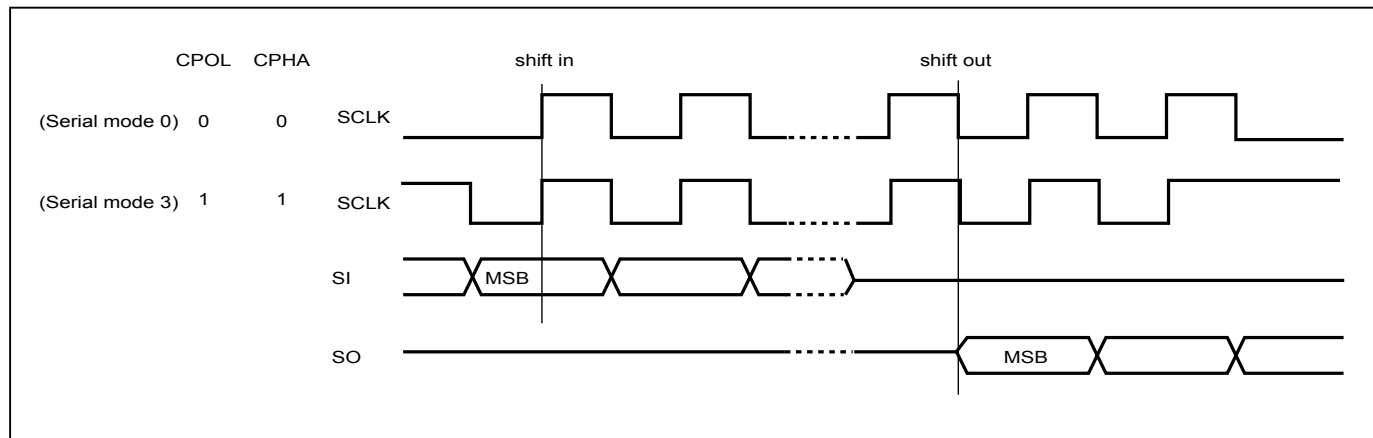 CPOL CPHA shift in shift out
(Serial mode 0) 0 0 SCLK
(Serial mode 3) 1 1 SCLK
SI MSB
SO MSB